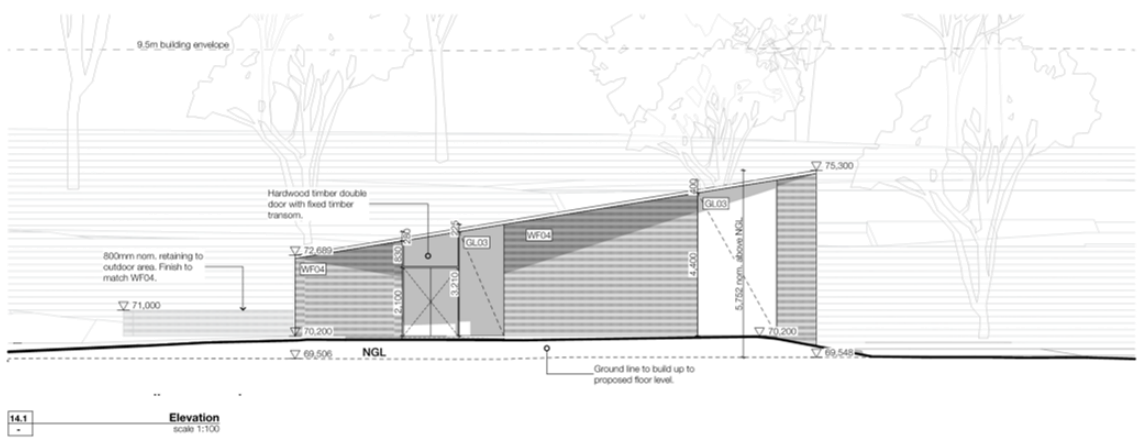 9.5m building envelope
75,300
Hardwood timber double
door with fixed timber
transom.
400
GL03
225
280
WF04
GL03
72,689
830
800mm nom. retaining to
outdoor area. Finish to
match WF04.
WF04
4,400
5,752 nom. above NGL
3,210
2,100
71,000
70,200
70,200
69,506
NGL
69,548
Ground line to build up to
proposed floor level.
14.1
-
Elevation
scale 1:100